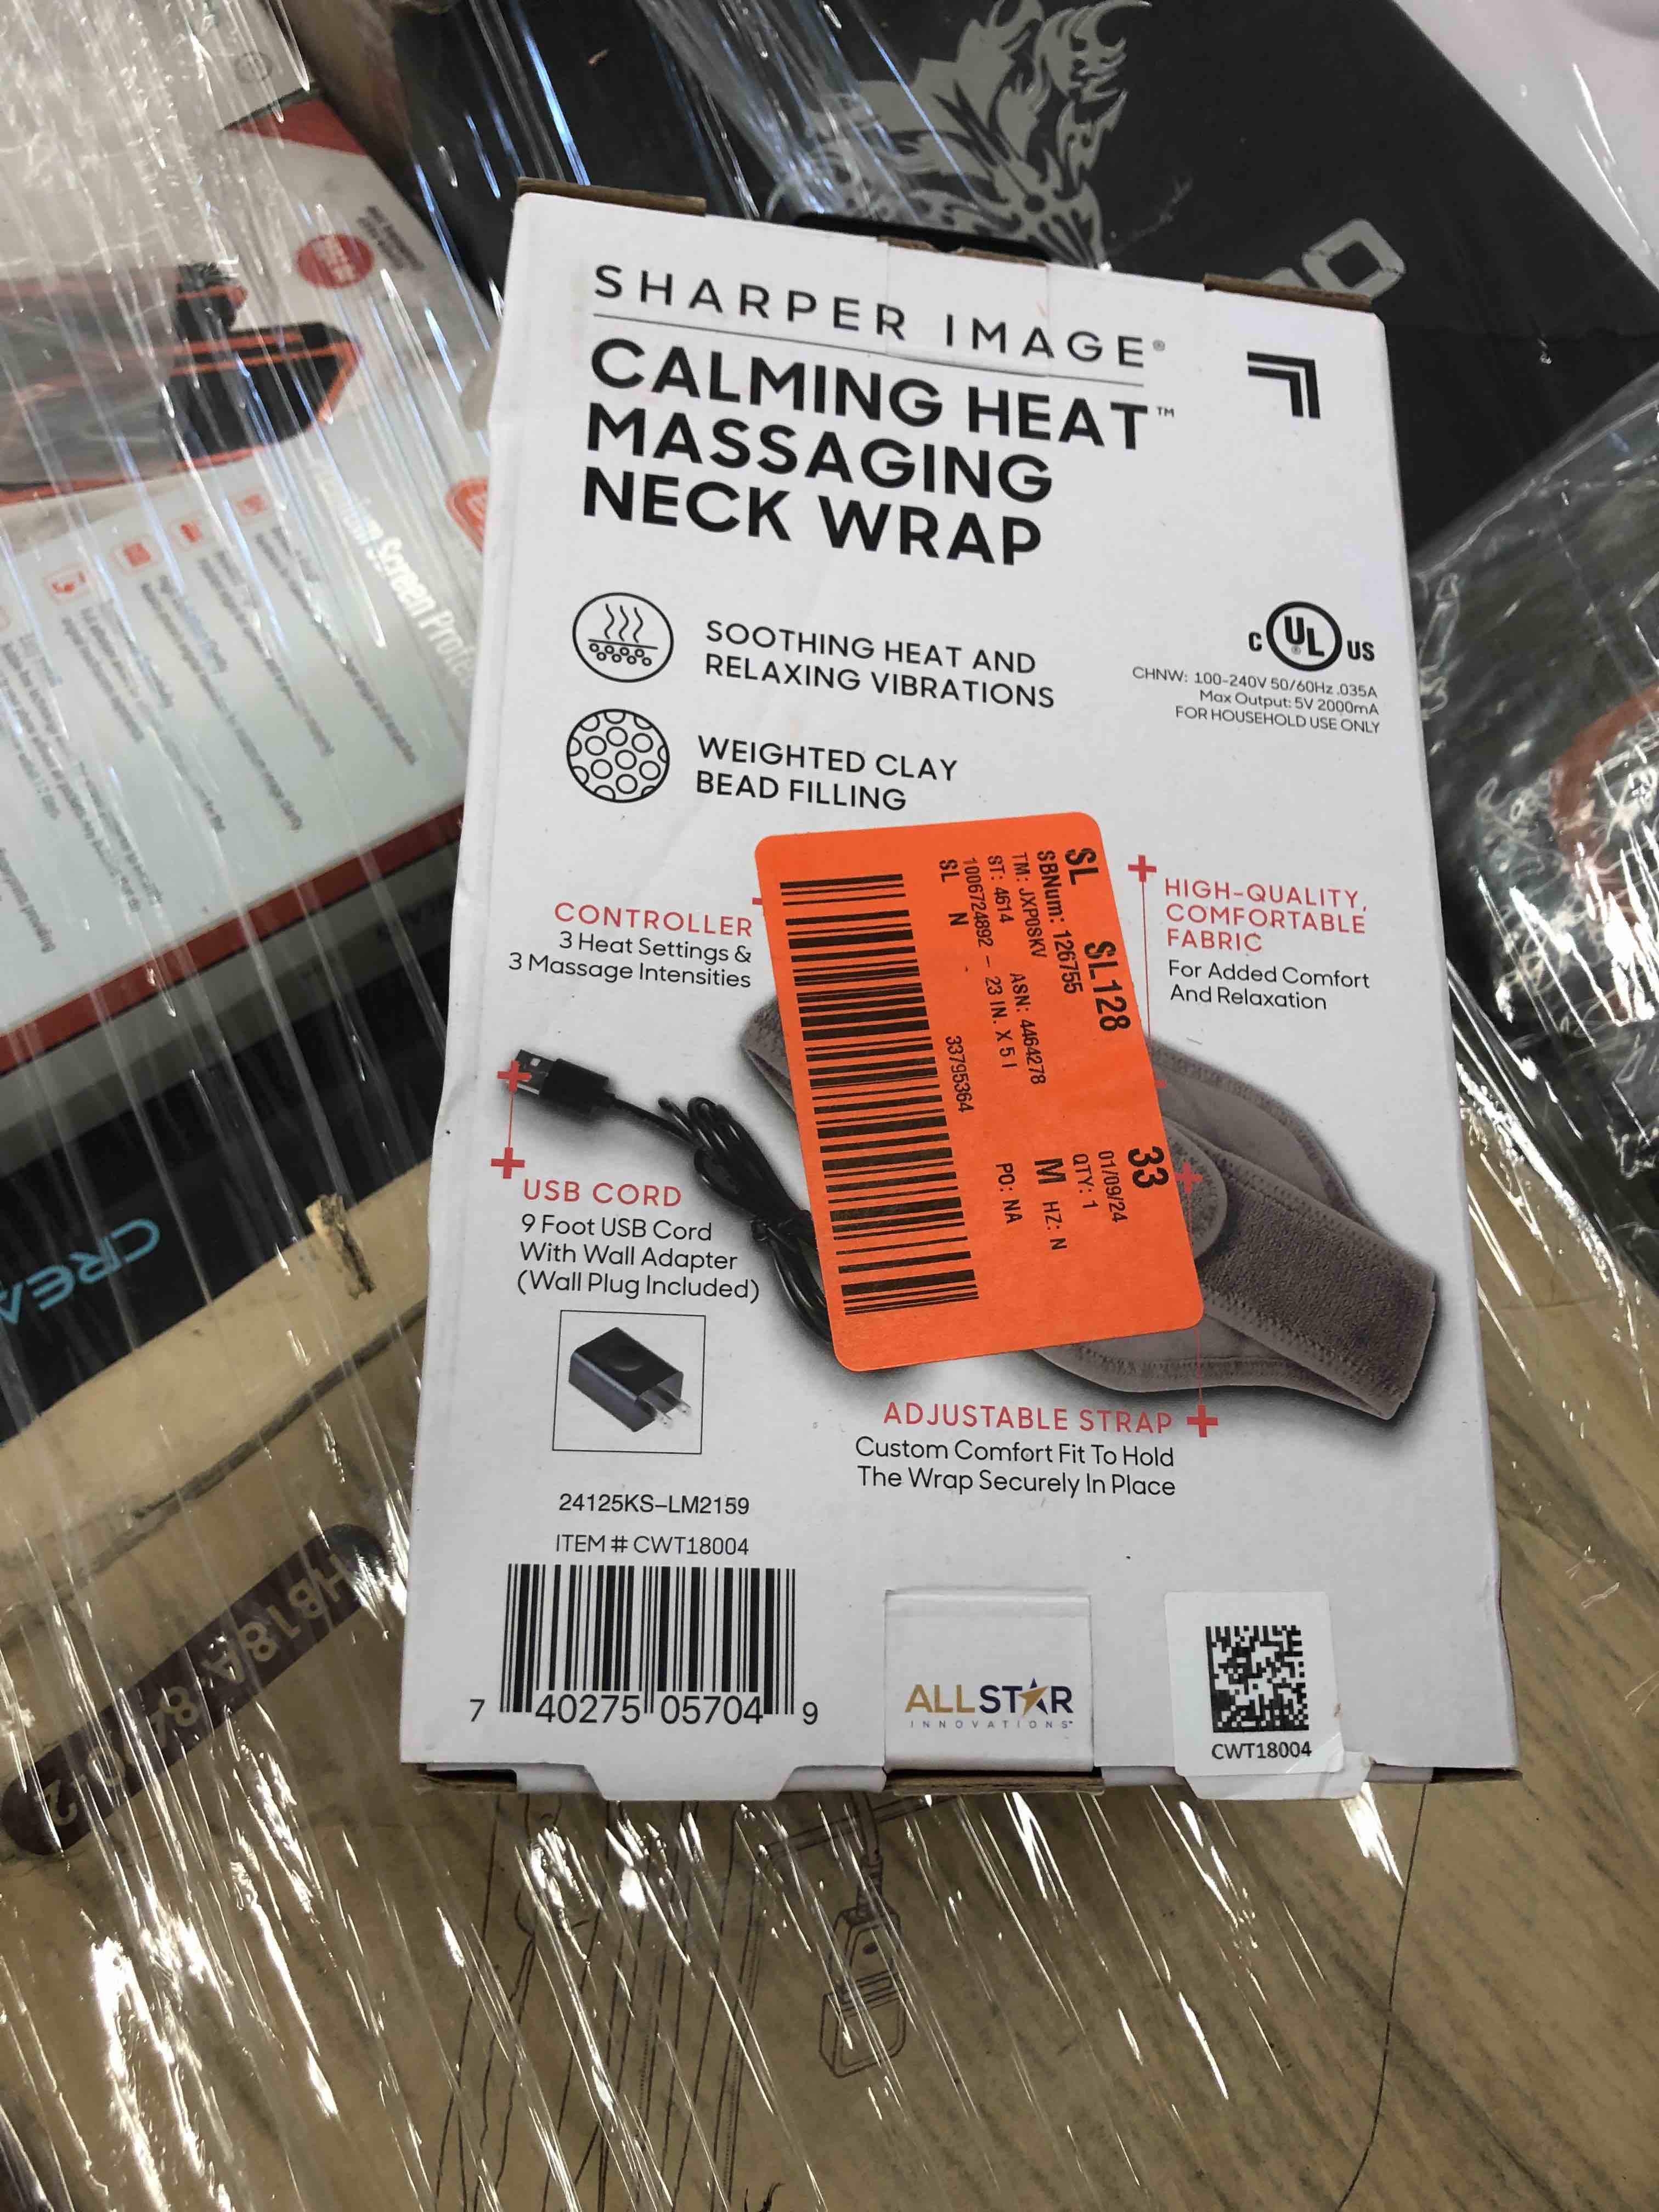 SHARPER IMAGE®
CALMING HEAT™
MASSAGING
NECK WRAP
SOOTHING HEAT AND
RELAXING VIBRATIONS
C UL® US
CHNW: 100-240V 50/60Hz .035A
Max Output: 5V 2000mA
FOR HOUSEHOLD USE ONLY
WEIGHTED CLAY
BEAD FILLING
CONTROLLER
3 Heat Settings &
3 Massage Intensities
HIGH-QUALITY,
COMFORTABLE
FABRIC
For Added Comfort
And Relaxation
SL SL128 33
SBNum: 126755 01/09/24
QTY: 1
TM: JXP0SKV ASN: 4464278 M HZ: N
ST: 4614
1006724892 - 23 IN. X 5 I PO: NA
SL N 33795364
USB CORD
9 Foot USB Cord
With Wall Adapter
(Wall Plug Included)
ADJUSTABLE STRAP
Custom Comfort Fit To Hold
The Wrap Securely In Place
24125KS-LM2159
ITEM # CWT18004
7 40275 05704 9
ALLSTAR
INNOVATIONS™
CWT18004
Screen
CREA